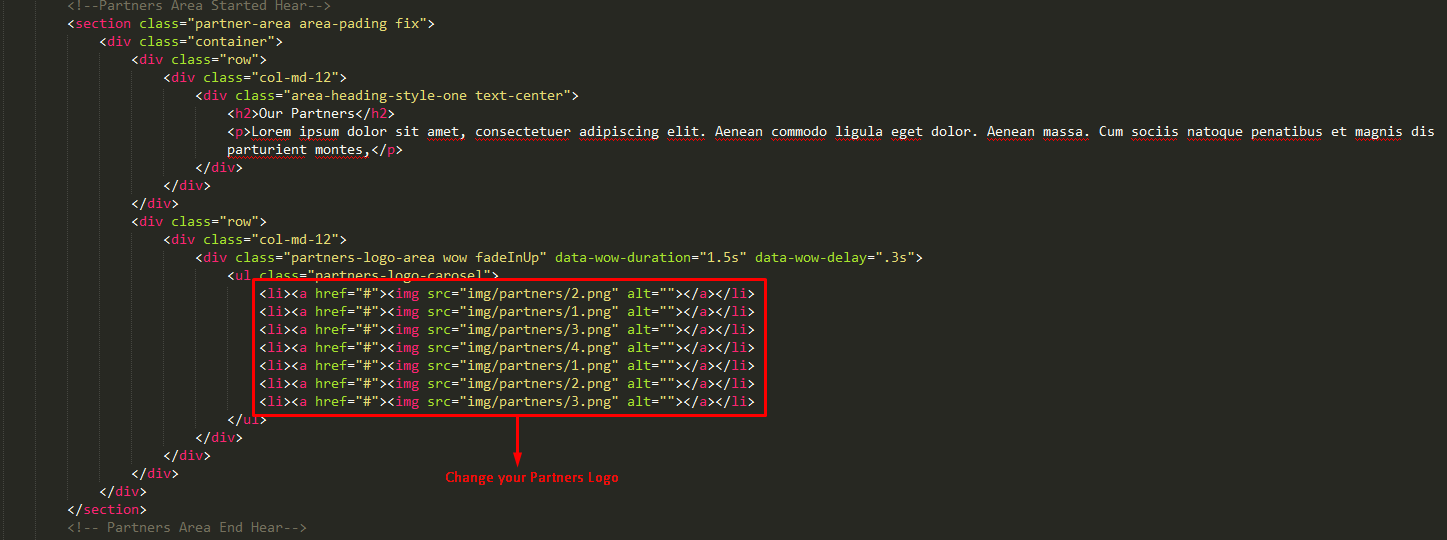 <!--Partners Area Started Hear-->
<section class="partner-area area-pading fix">
<div class="container">
<div class="row">
<div class="col-md-12">
<div class="area-heading-style-one text-center">
<h2>Our Partners</h2>
<p>Lorem ipsum dolor sit amet, consectetuer adipiscing elit. Aenean commodo ligula eget dolor. Aenean massa. Cum sociis natoque penatibus et magnis dis
parturient montes,</p>
</div>
</div>
</div>
<div class="row">
<div class="col-md-12">
<div class="partners-logo-area wow fadeInUp" data-wow-duration="1.5s" data-wow-delay=".3s">
<ul class="partners-logo-carosel">
<li><a href="#"><img src="img/partners/2.png" alt=""></a></li>
<li><a href="#"><img src="img/partners/1.png" alt=""></a></li>
<li><a href="#"><img src="img/partners/3.png" alt=""></a></li>
<li><a href="#"><img src="img/partners/4.png" alt=""></a></li>
<li><a href="#"><img src="img/partners/1.png" alt=""></a></li>
<li><a href="#"><img src="img/partners/2.png" alt=""></a></li>
<li><a href="#"><img src="img/partners/3.png" alt=""></a></li>
</ul>
</div>
</div>
</div>
Change your Partners Logo
</div>
</section>
<!-- Partners Area End Hear-->